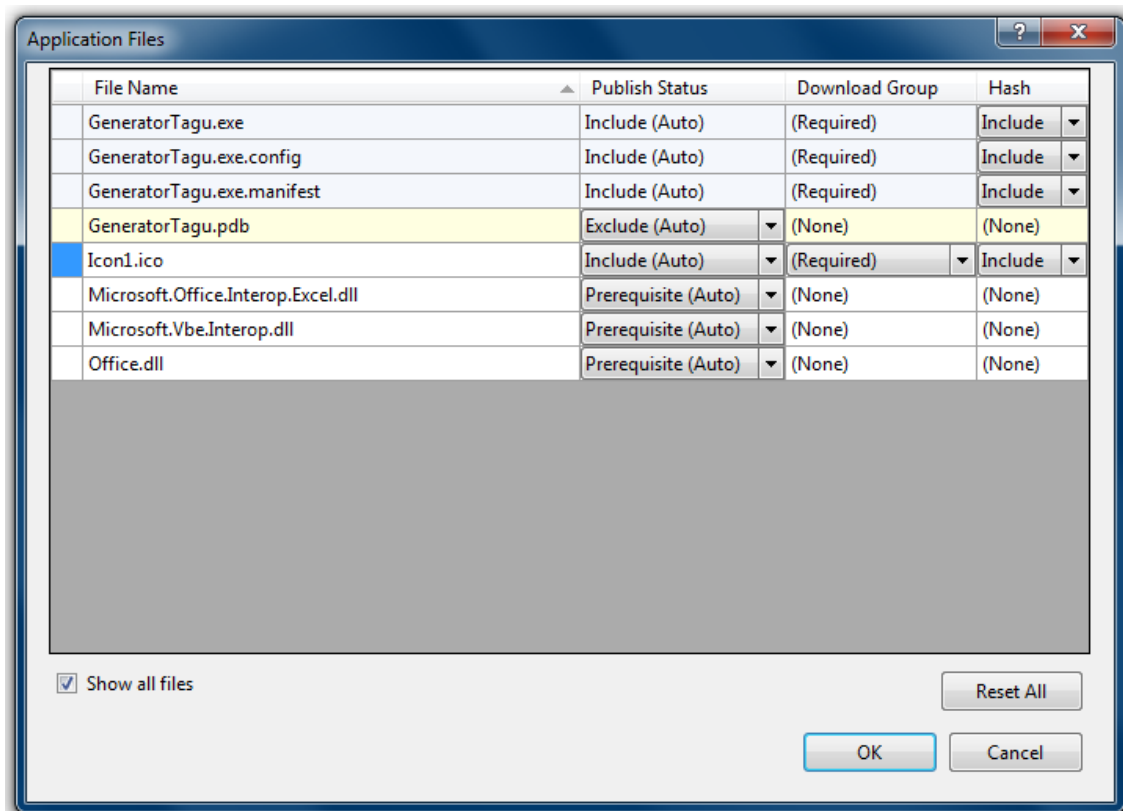 Application Files
File Name Publish Status Download Group Hash
GeneratorTagu.exe Include (Auto) (Required) Include
GeneratorTagu.exe.config Include (Auto) (Required) Include
GeneratorTagu.exe.manifest Include (Auto) (Required) Include
GeneratorTagu.pdb Exclude (Auto) (None) (None)
Icon1.ico Include (Auto) (Required) Include
Microsoft.Office.Interop.Excel.dll Prerequisite (Auto) (None) (None)
Microsoft.Vbe.Interop.dll Prerequisite (Auto) (None) (None)
Office.dll Prerequisite (Auto) (None) (None)
Show all files
Reset All
OK Cancel